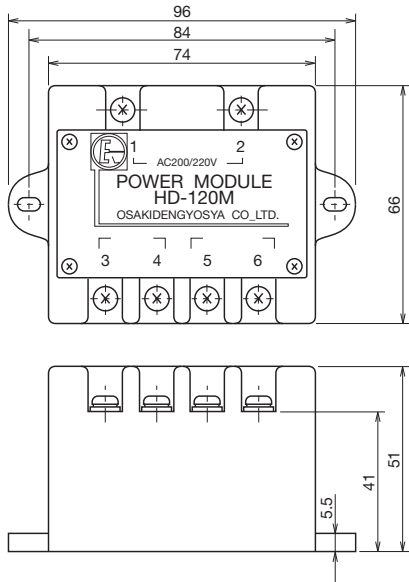 96
84
74
1 2
AC200/220V
POWER MODULE
HD-120M
OSAKIDENGYOSYA CO_LTD.
3 4 5 6
66
5.5
41
51